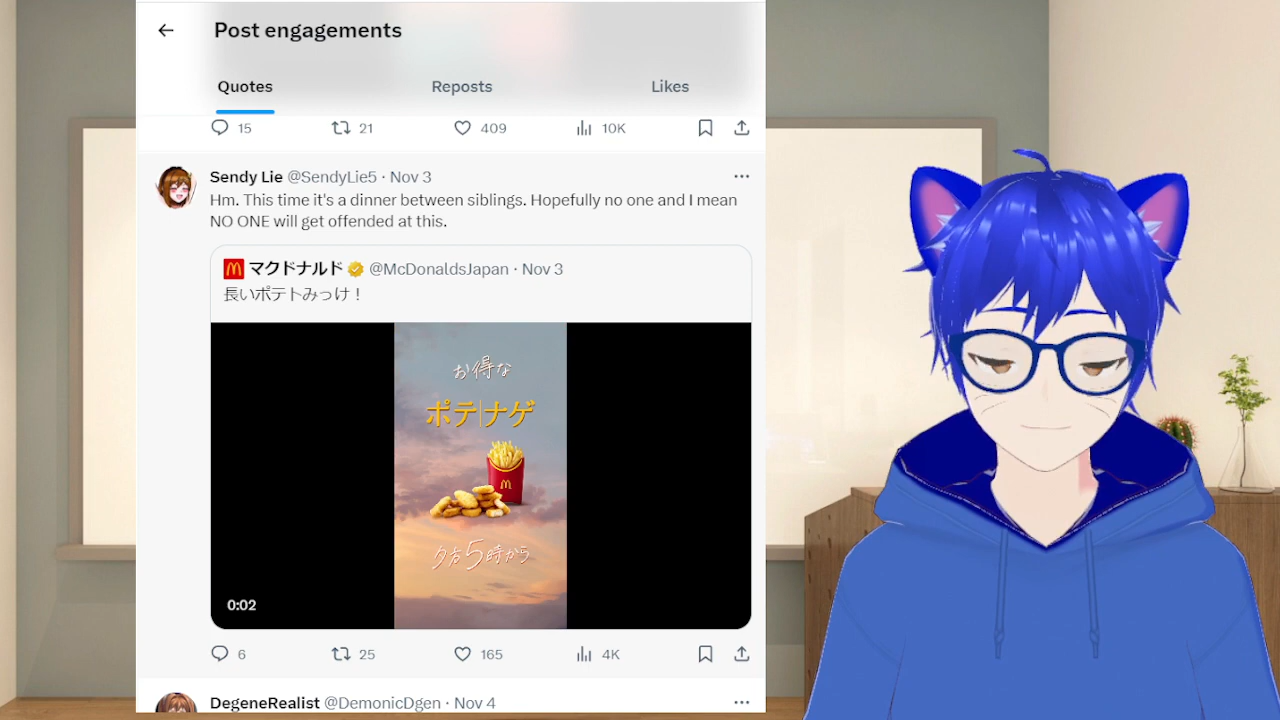 Post engagements
Quotes
Reposts
Likes
15
21
409
10K
Sendy Lie @SendyLie5 · Nov 3
Hm. This time it's a dinner between siblings. Hopefully no one and I mean
NO ONE will get offended at this.
マクドナルド @McDonaldsJapan · Nov 3
長いポテトみっけ！
お得な
ポテ|ナゲ
夕方5時から
0:02
6
25
165
4K
DegeneRealist @DemonicDgen · Nov 4